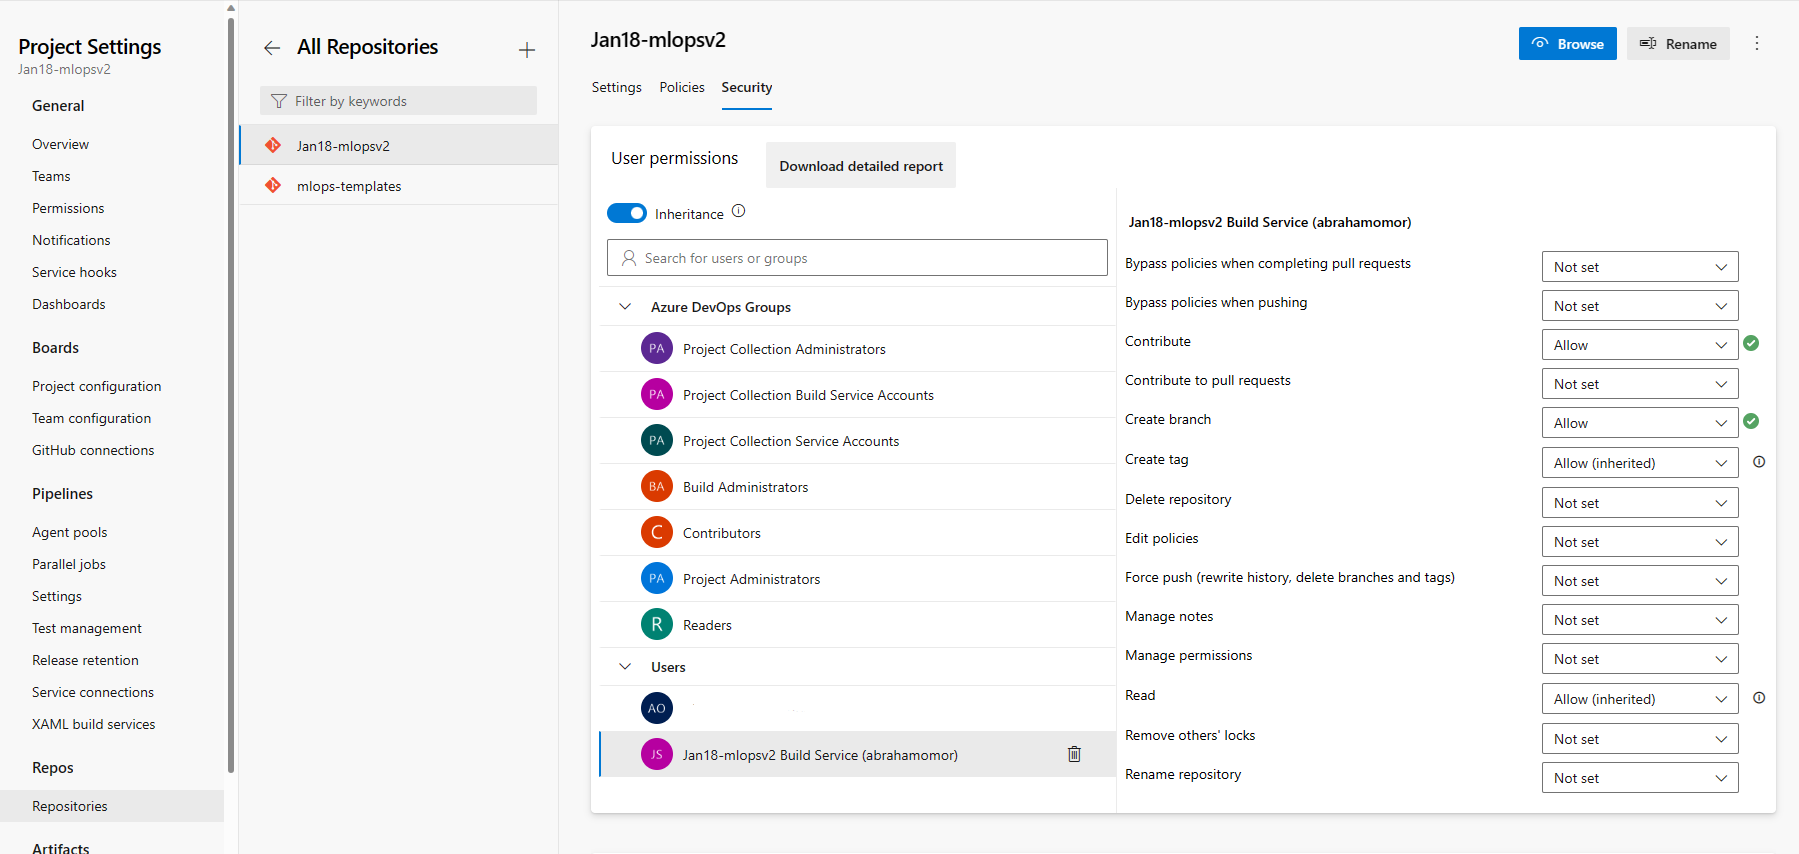 Project Settings
Jan18-mlopsv2
General
Overview
Teams
Permissions
Notifications
Service hooks
Dashboards
Boards
Project configuration
Team configuration
GitHub connections
Pipelines
Agent pools
Parallel jobs
Settings
Test management
Release retention
Service connections
XAML build services
Repos
Repositories
Artifacts
All Repositories
Filter by keywords
Jan18-mlopsv2
mlops-templates
Jan18-mlopsv2
Browse
Rename
Settings Policies Security
User permissions
Download detailed report
Inheritance
Search for users or groups
Azure DevOps Groups
PA Project Collection Administrators
PA Project Collection Build Service Accounts
PA Project Collection Service Accounts
BA Build Administrators
C Contributors
PA Project Administrators
R Readers
Users
AO
JS Jan18-mlopsv2 Build Service (abrahamomor)
Jan18-mlopsv2 Build Service (abrahamomor)
Bypass policies when completing pull requests Not set
Bypass policies when pushing Not set
Contribute Allow
Contribute to pull requests Not set
Create branch Allow
Create tag Allow (inherited)
Delete repository Not set
Edit policies Not set
Force push (rewrite history, delete branches and tags) Not set
Manage notes Not set
Manage permissions Not set
Read Allow (inherited)
Remove others' locks Not set
Rename repository Not set